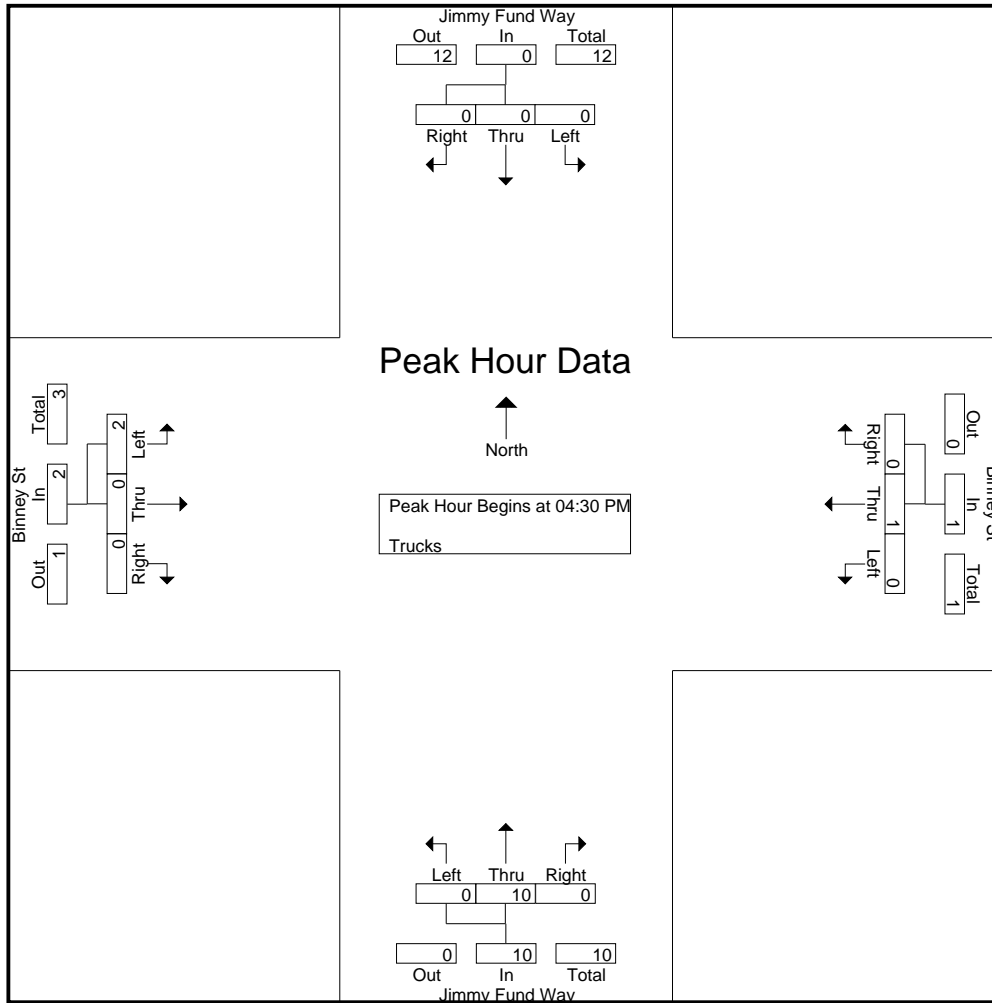 Jimmy Fund Way
Out In Total
12 0 12
0 0 0
Right Thru Left
Peak Hour Data
North
Peak Hour Begins at 04:30 PM
Trucks
Binney St
Total In Out
3 2 1
2 0 0
Left Thru Right
Binney St
Out In Total
0 1 1
0 1 0
Right Thru Left
Left Thru Right
0 10 0
0 10 10
Out In Total
Jimmy Fund Way